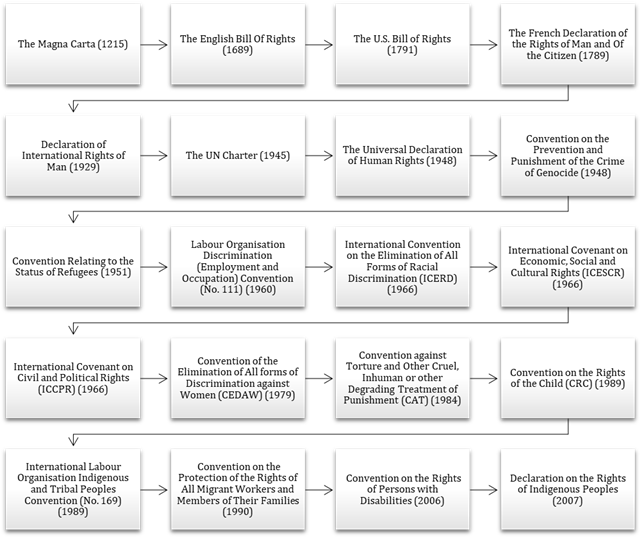 The Magna Carta (1215)
The English Bill Of Rights
(1689)
The U.S. Bill of Rights
(1791)
The French Declaration of
the Rights of Man and Of
the Citizen (1789)
Declaration of
International Rights of
Man (1929)
The UN Charter (1945)
The Universal Declaration
of Human Rights (1948)
Convention on the
Prevention and
Punishment of the Crime
of Genocide (1948)
Convention Relating to the
Status of Refugees (1951)
Labour Organisation
Discrimination
(Employment and
Occupation) Convention
(No. 111) (1960)
International Convention
on the Elimination of All
Forms of Racial
Discrimination (ICERD)
(1966)
International Covenant on
Economic, Social and
Cultural Rights (ICESCR)
(1966)
International Covenant on
Civil and Political Rights
(ICCPR) (1966)
Convention of the
Elimination of All forms of
Discrimination against
Women (CEDAW) (1979)
Convention against
Torture and Other Cruel,
Inhuman or other
Degrading Treatment of
Punishment (CAT) (1984)
Convention on the Rights
of the Child (CRC) (1989)
International Labour
Organisation Indigenous
and Tribal Peoples
Convention (No. 169)
(1989)
Convention on the
Protection of the Rights of
All Migrant Workers and
Members of Their Families
(1990)
Convention on the Rights
of Persons with
Disabilities (2006)
Declaration on the Rights
of Indigenous Peoples
(2007)